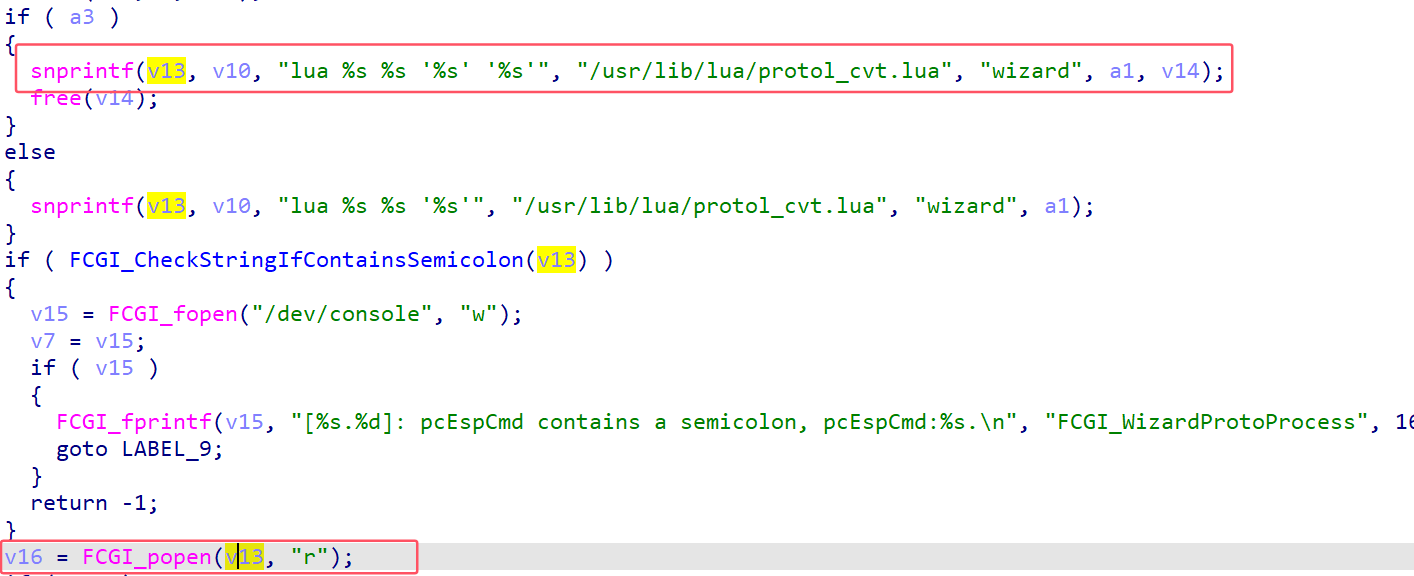 if ( a3 )
{
snprintf(v13, v10, "lua %s %s '%s' '%s'", "/usr/lib/lua/protol_cvt.lua", "wizard", a1, v14);
free(v14);
}
else
{
snprintf(v13, v10, "lua %s %s '%s'", "/usr/lib/lua/protol_cvt.lua", "wizard", a1);
}
if ( FCGI_CheckStringIfContainsSemicolon(v13) )
{
v15 = FCGI_fopen("/dev/console", "w");
v7 = v15;
if ( v15 )
{
FCGI_fprintf(v15, "[%s.%d]: pcEspCmd contains a semicolon, pcEspCmd:%s.\n", "FCGI_WizardProtoProcess",
goto LABEL_9;
}
return -1;
}
v16 = FCGI_popen(v13, "r");